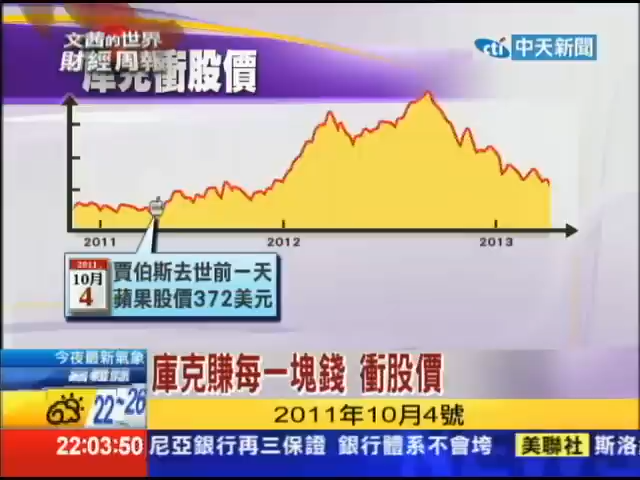 文茜的世界
財經周報
庫克衝股價
cti 中天新聞
2011
2012
2013
2011
10月
4
賈伯斯去世前一天
蘋果股價372美元
今夜最新氣象
庫克賺每一塊錢 衝股價
22~26
2011年10月4號
22:03:50
尼亞銀行再三保證 銀行體系不會垮 美聯社 斯洛